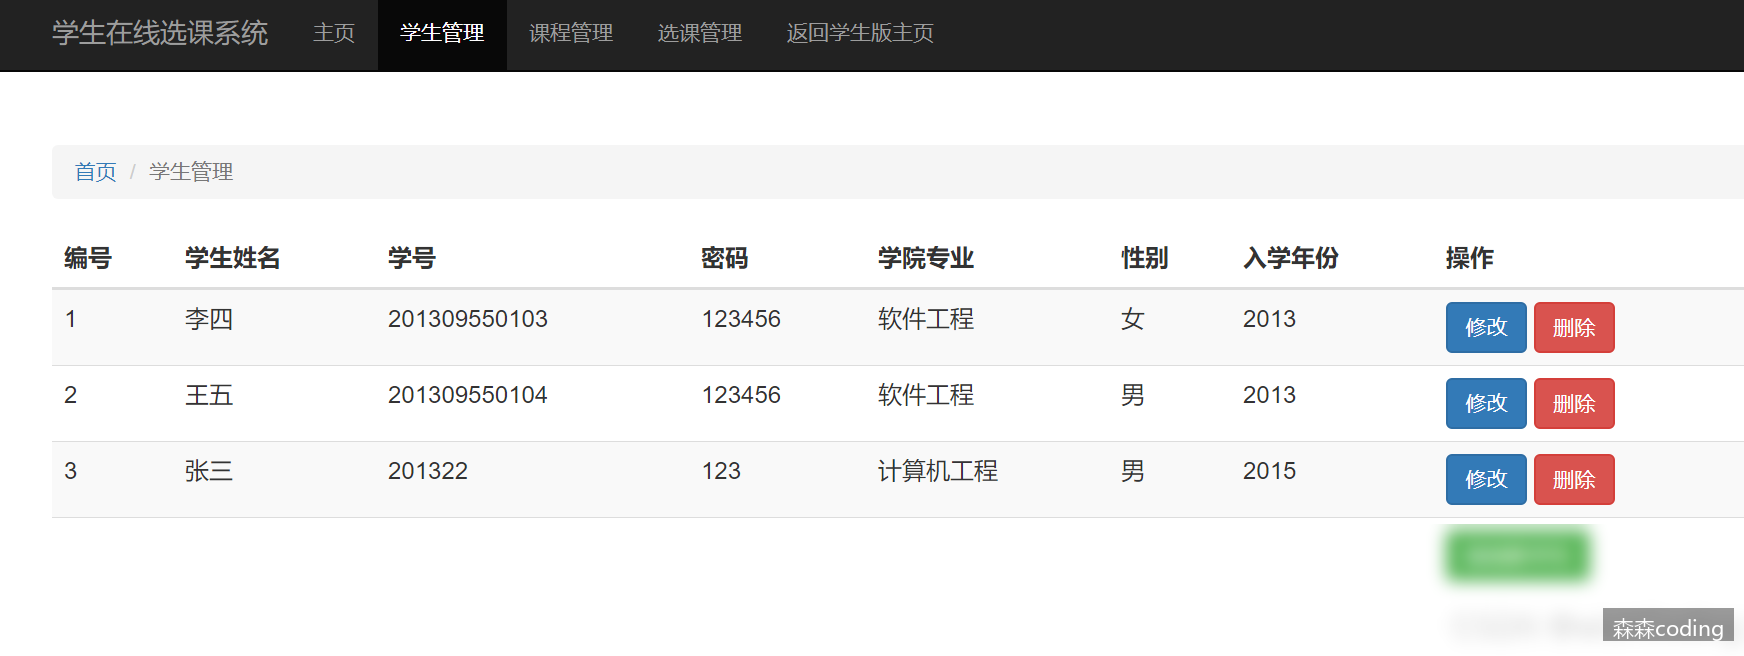 学生在线选课系统 主页 学生管理 课程管理 选课管理 返回学生版主页
首页 / 学生管理
编号 学生姓名 学号 密码 学院专业 性别 入学年份 操作
1 李四 201309550103 123456 软件工程 女 2013 修改 删除
2 王五 201309550104 123456 软件工程 男 2013 修改 删除
3 张三 201322 123 计算机工程 男 2015 修改 删除
森森coding